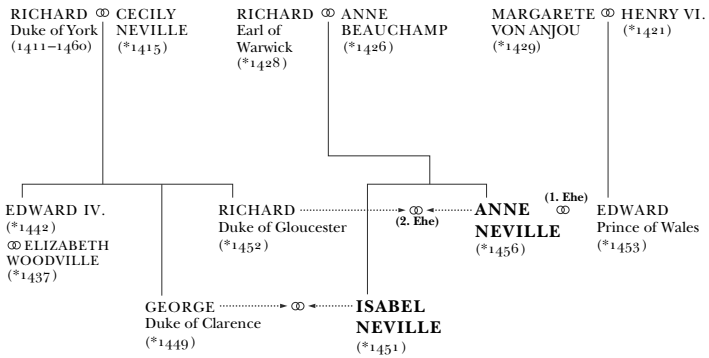 RICHARD ⚭ CECILY
Duke of York NEVILLE
(1411–1460) (*1415)
RICHARD ⚭ ANNE
Earl of BEAUCHAMP
Warwick (*1426)
(*1428)
MARGARETE ⚭ HENRY VI.
VON ANJOU (*1421)
(*1429)
EDWARD IV.
(*1442)
⚭ ELIZABETH
WOODVILLE
(*1437)
RICHARD
Duke of Gloucester
(*1452)
⚭
(2. Ehe)
ANNE
NEVILLE
(*1456)
(1. Ehe)
⚭
EDWARD
Prince of Wales
(*1453)
GEORGE
Duke of Clarence
(*1449)
⚭
ISABEL
NEVILLE
(*1451)